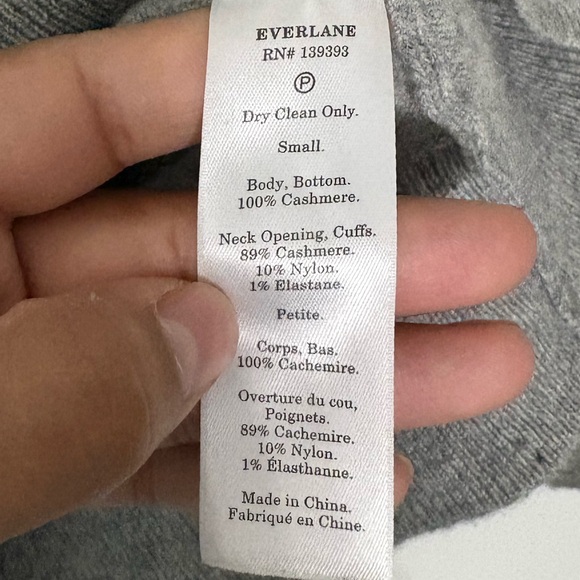 EVERLANE
RN# 139393
P
Dry Clean Only.
Small.
Body, Bottom.
100% Cashmere.
Neck Opening, Cuffs.
89% Cashmere.
10% Nylon.
1% Elastane.
Petite.
Corps, Bas.
100% Cachemire.
Overture du cou,
Poignets.
89% Cachemire.
10% Nylon.
1% Élasthanne.
Made in China.
Fabriqué en Chine.